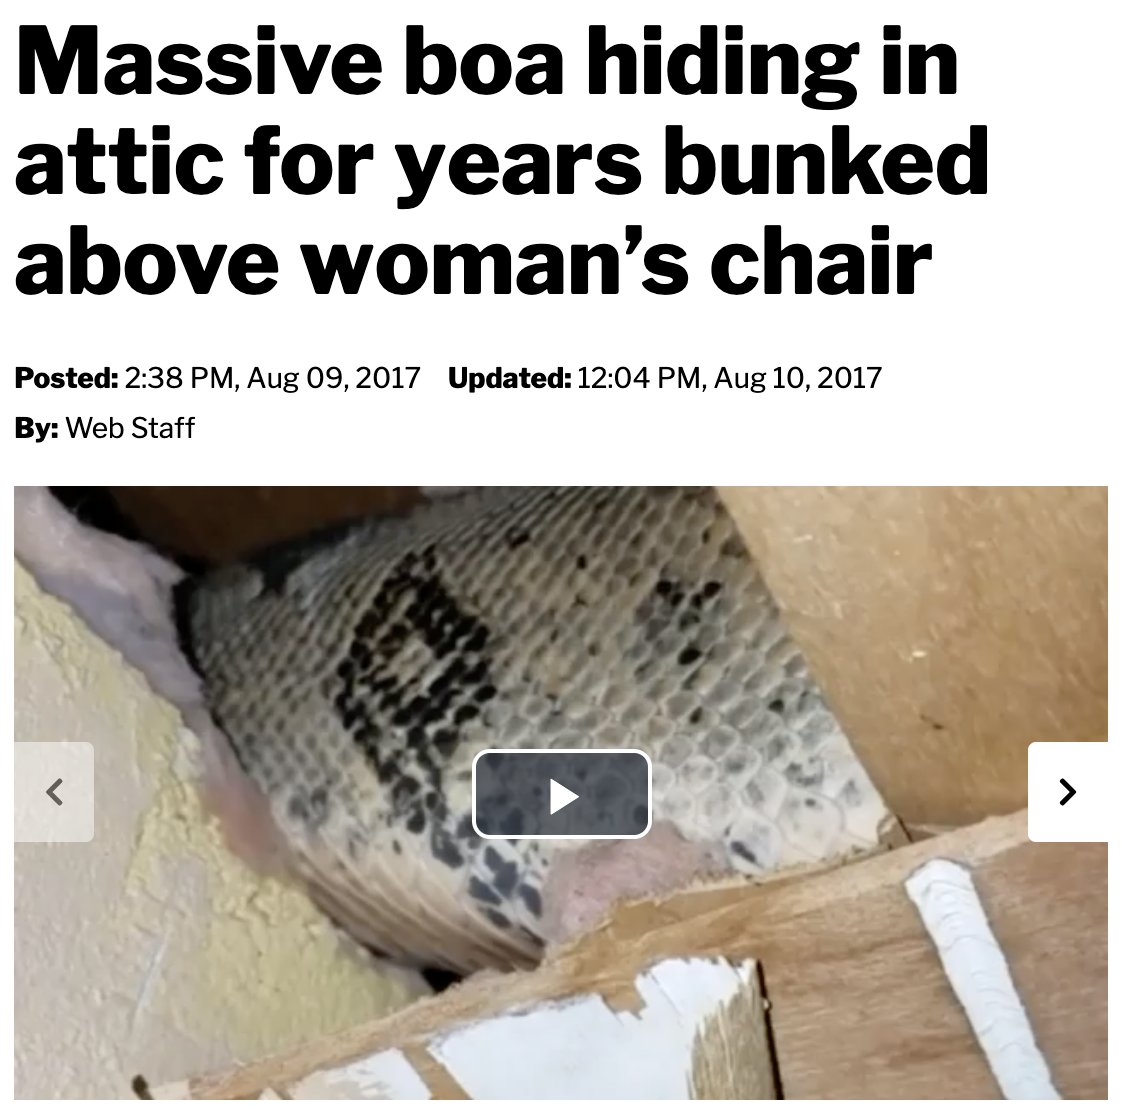 Massive boa hiding in
attic for years bunked
above woman’s chair
Posted: 2:38 PM, Aug 09, 2017 Updated: 12:04 PM, Aug 10, 2017
By: Web Staff